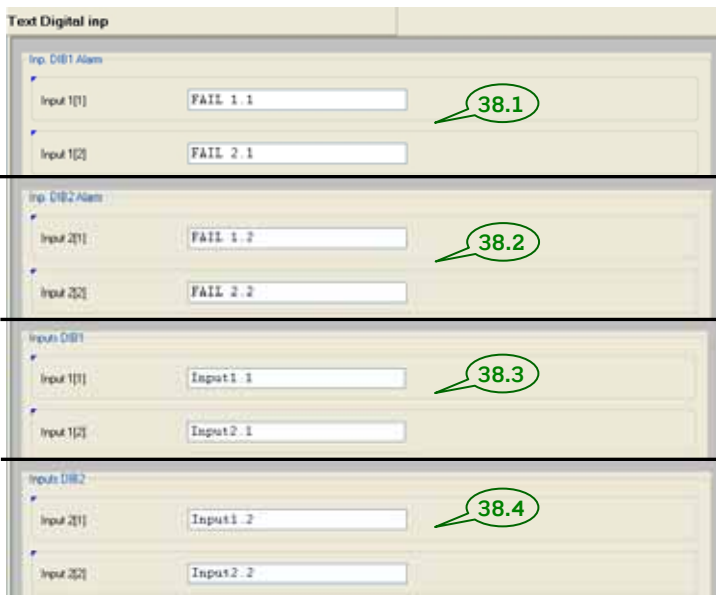 Text Digital inp
Inp. DIB1 Alarm
Input 1[1] FAIL 1.1
38.1
Input 1[2] FAIL 2.1
Inp. DIB2 Alarm
Input 2[1] FAIL 1.2
38.2
Input 2[2] FAIL 2.2
Inputs DIB1
Input 1[1] Input1.1
38.3
Input 1[2] Input2.1
Inputs DIB2
Input 2[1] Input1.2
38.4
Input 2[2] Input2.2